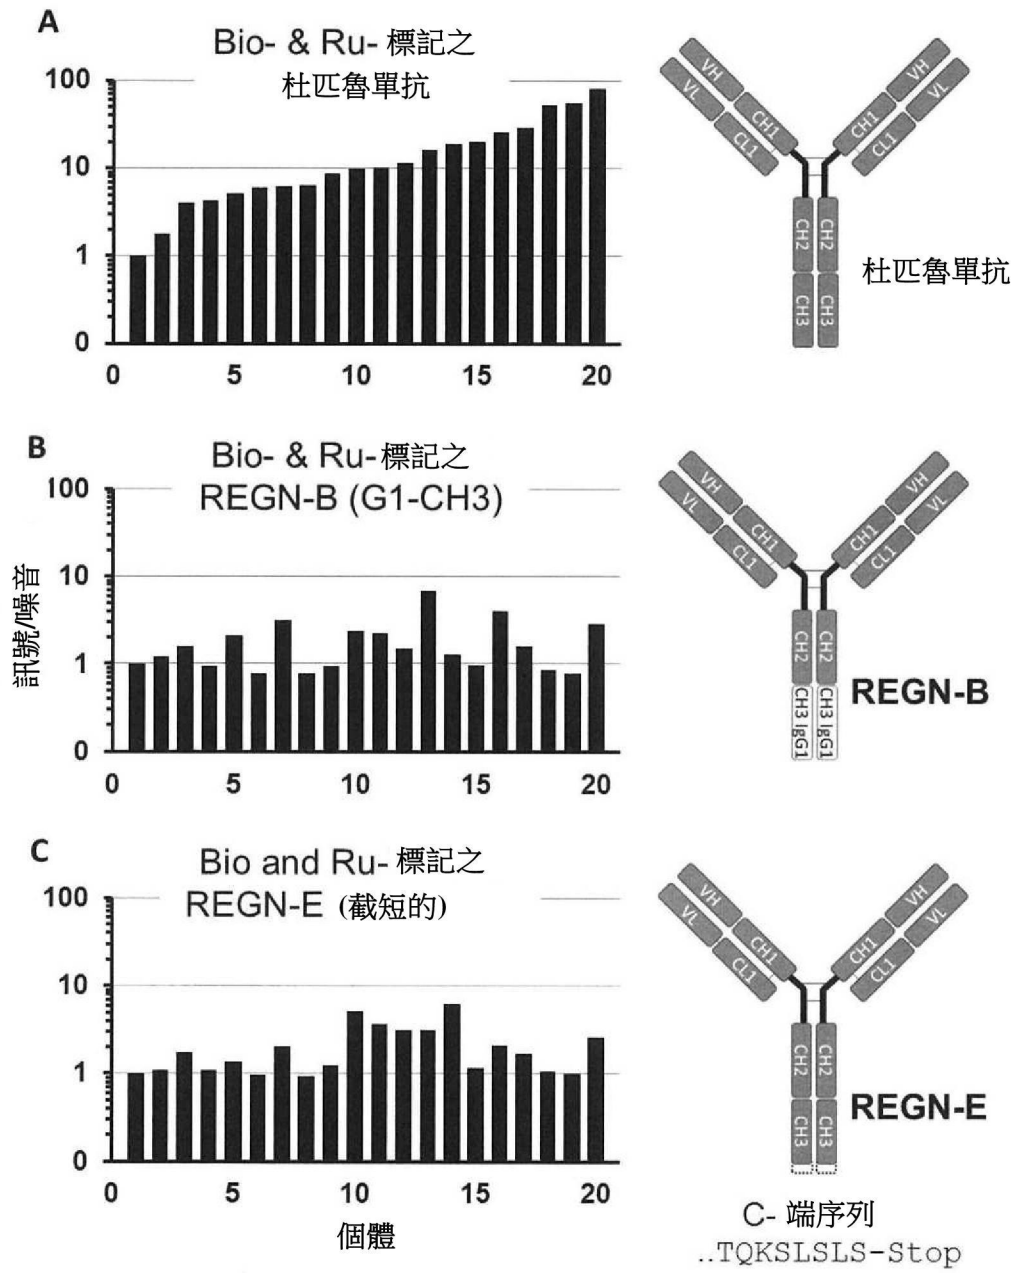 A
Bio- & Ru- 標記之
杜匹魯單抗
100
10
1
0
0 5 10 15 20
VH VL CH1 CL1 VH VL CH1 CL1
CH2 CH2
CH3 CH3
杜匹魯單抗
B
Bio- & Ru-標記之
REGN-B (G1-CH3)
100
10
1
0
0 5 10 15 20
訊號/噪音
VH VL CH1 CL1 VH VL CH1 CL1
CH2 CH2
CH3 IgG1 CH3 IgG1
REGN-B
C
Bio and Ru- 標記之
REGN-E (截短的)
100
10
1
0
0 5 10 15 20
個體
VH VL CH1 CL1 VH VL CH1 CL1
CH2 CH2
CH3 CH3
REGN-E
C- 端序列
..TQKSLSLS-Stop